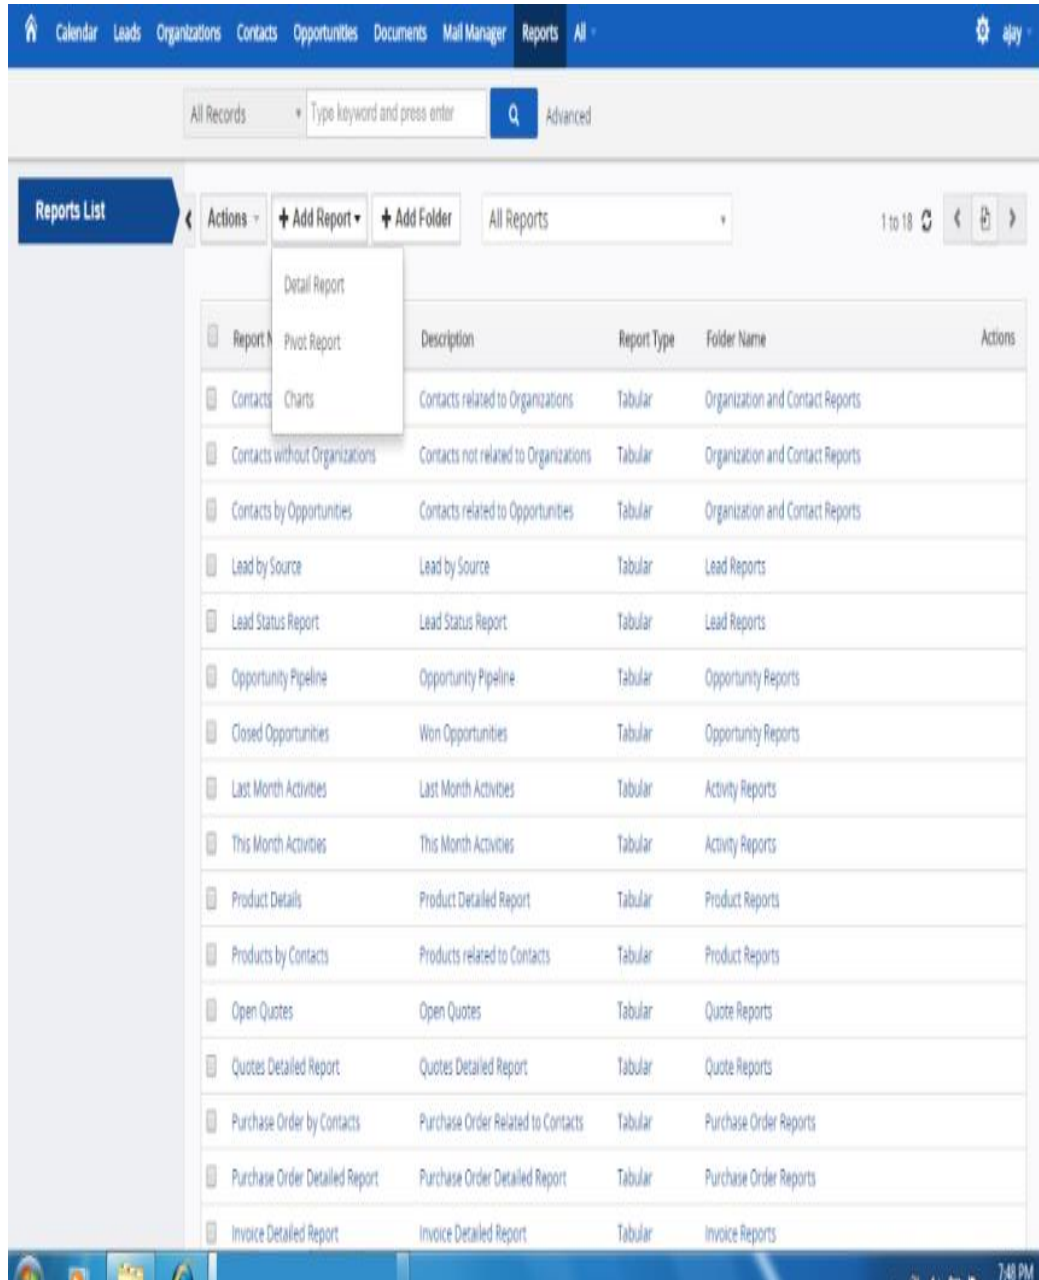 Calendar Leads Organizations Contacts Opportunities Documents Mail Manager Reports All ajay
All Records Type keyword and press enter Advanced
Reports List
Actions + Add Report + Add Folder All Reports 1 to 18
Detail Report
Pivot Report
Charts
Report N Description Report Type Folder Name Actions
Contacts Contacts related to Organizations Tabular Organization and Contact Reports
Contacts without Organizations Contacts not related to Organizations Tabular Organization and Contact Reports
Contacts by Opportunities Contacts related to Opportunities Tabular Organization and Contact Reports
Lead by Source Lead by Source Tabular Lead Reports
Lead Status Report Lead Status Report Tabular Lead Reports
Opportunity Pipeline Opportunity Pipeline Tabular Opportunity Reports
Closed Opportunities Won Opportunities Tabular Opportunity Reports
Last Month Activities Last Month Activities Tabular Activity Reports
This Month Activities This Month Activities Tabular Activity Reports
Product Details Product Detailed Report Tabular Product Reports
Products by Contacts Products related to Contacts Tabular Product Reports
Open Quotes Open Quotes Tabular Quote Reports
Quotes Detailed Report Quotes Detailed Report Tabular Quote Reports
Purchase Order by Contacts Purchase Order Related to Contacts Tabular Purchase Order Reports
Purchase Order Detailed Report Purchase Order Detailed Report Tabular Purchase Order Reports
Invoice Detailed Report Invoice Detailed Report Tabular Invoice Reports
7:48 PM